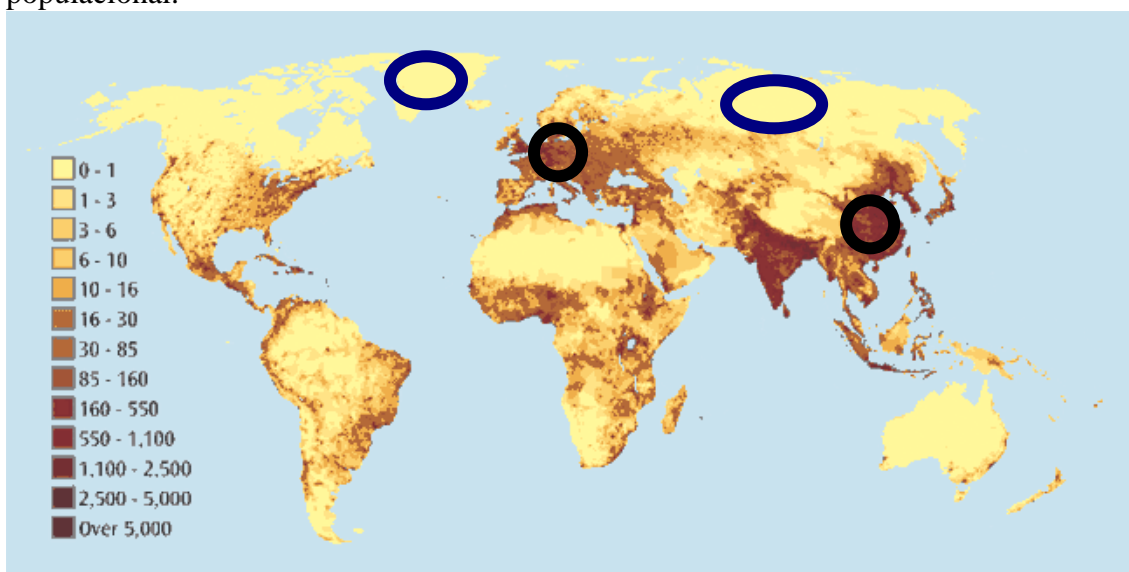 populacional.
0 - 1
1 - 3
3 - 6
6 - 10
10 - 16
16 - 30
30 - 85
85 - 160
160 - 550
550 - 1,100
1,100 - 2,500
2,500 - 5,000
Over 5,000